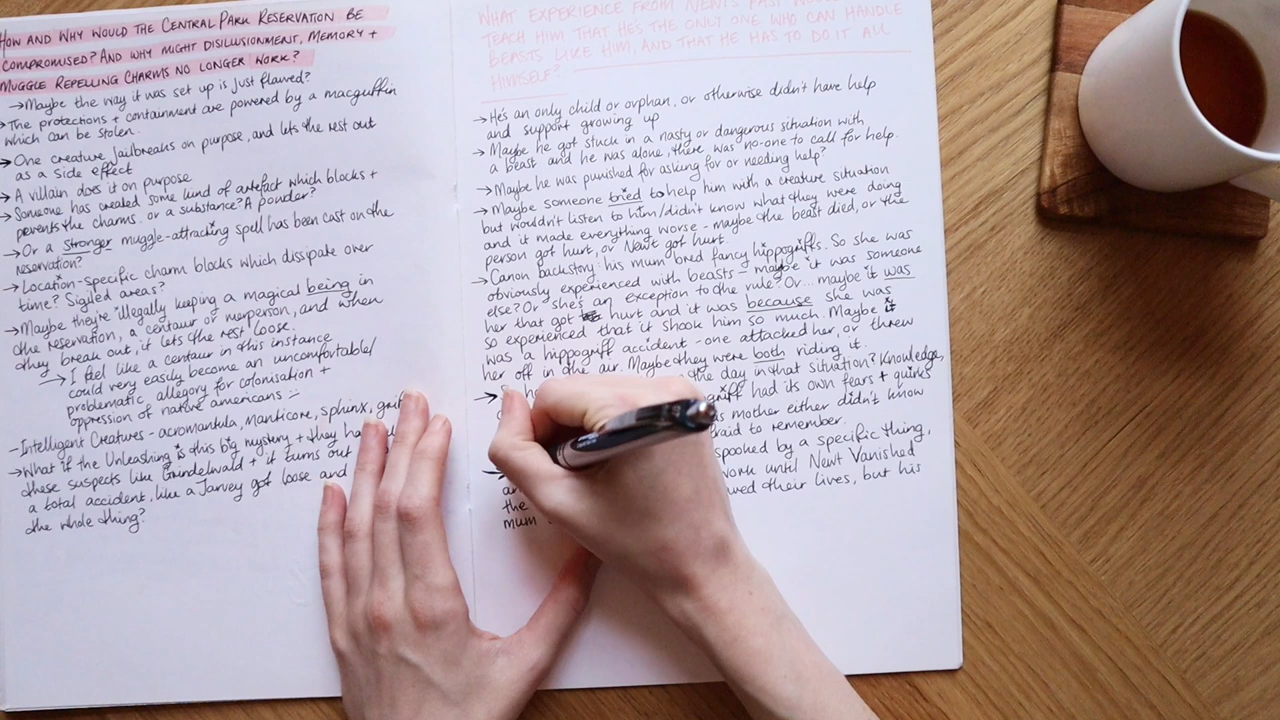 HOW AND WHY WOULD THE CENTRAL PARK RESERVATION BE
COMPROMISED? AND WHY MIGHT DISILLUSIONMENT, MEMORY +
MUGGLE REPELLING CHARMS NO LONGER WORK?
→ Maybe the way it was set up is just flawed?
→ The protections + containment are powered by a macguffin
which can be stolen.
→ One creature jailbreaks on purpose, and lets the rest out
as a side effect
→ A villain does it on purpose
→ Someone has created some kind of artefact which blocks +
prevents the charms. or a substance? A powder?
→ Or a stronger muggle-attracting spell has been cast on the
reservation?
→ Location-specific charm blocks which dissipate over
time? Sigiled areas?
→ Maybe they're illegally keeping a magical being in
the reservation, a centaur or merperson, and when
they break out, it lets the rest loose.
→ I feel like a centaur in this instance
could very easily become an uncomfortable/
problematic allegory for colonisation +
oppression of native americans
- Intelligent Creatures - acromantula, manticore, sphinx,
→ What if the Unleashing is this big mystery + they
these suspects like Grindelwald + it turns out
a total accident, like a Jarvey got loose and
the whole thing?
WHAT EXPERIENCE FROM NEWT'S PAST
TEACH HIM THAT HE'S THE ONLY ONE WHO CAN HANDLE
BEASTS LIKE HIM, AND THAT HE HAS TO DO IT ALL
HIMSELF?
→ He's an only child or orphan, or otherwise didn't have help
and support growing up
→ Maybe he got stuck in a nasty or dangerous situation with
a beast and he was alone, there was no-one to call for help.
→ Maybe he was punished for asking for or needing help?
→ Maybe someone tried to help him with a creature situation
but wouldn't listen to him/didn't know what they were doing
and it made everything worse - maybe the beast died, or the
person got hurt, or Newt got hurt.
→ Canon backstory: his mum bred fancy hippogriffs. So she was
obviously experienced with beasts - maybe it was someone
else? Or she's an exception to the rule? Or... maybe it was
her that got hurt and it was because she was
so experienced that it shook him so much. Maybe it
was a hippogriff accident - one attacked her, or threw
her off in the air. Maybe they were both riding it.
the day in that situation? Knowledge,
had its own fears + quirks
mother either didn't know
to remember.
spooked by a specific thing,
work until Newt Vanished
the their lives, but his
mum